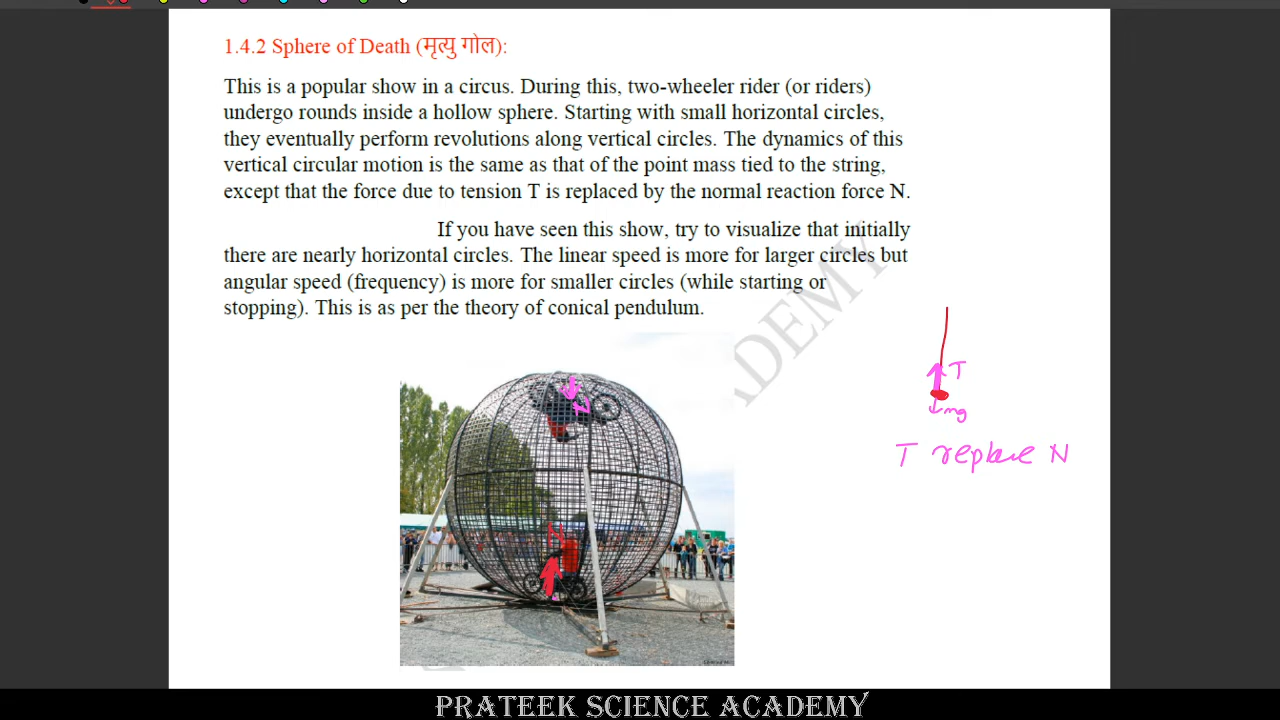 1.4.2 Sphere of Death (मृत्यु गोल):
This is a popular show in a circus. During this, two-wheeler rider (or riders)
undergo rounds inside a hollow sphere. Starting with small horizontal circles,
they eventually perform revolutions along vertical circles. The dynamics of this
vertical circular motion is the same as that of the point mass tied to the string,
except that the force due to tension T is replaced by the normal reaction force N.
If you have seen this show, try to visualize that initially
there are nearly horizontal circles. The linear speed is more for larger circles but
angular speed (frequency) is more for smaller circles (while starting or
stopping). This is as per the theory of conical pendulum.
N
N
T
mg
T replace N
PRATEEK SCIENCE ACADEMY